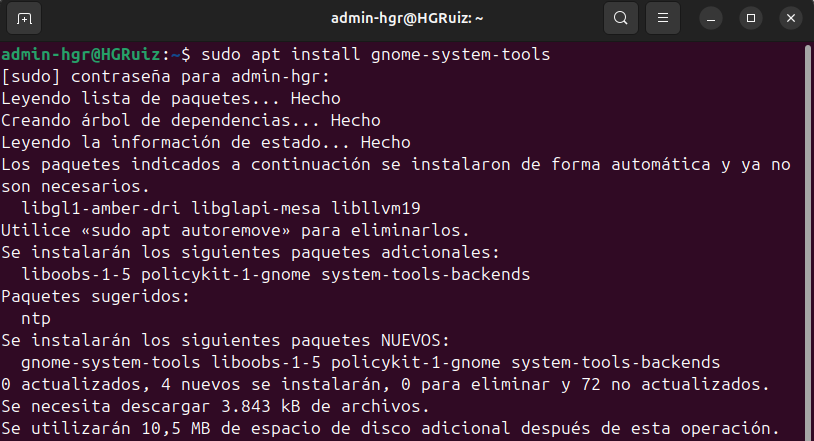 admin-hgr@HGRuiz: ~
admin-hgr@HGRuiz:~$ sudo apt install gnome-system-tools
[sudo] contraseña para admin-hgr:
Leyendo lista de paquetes... Hecho
Creando árbol de dependencias... Hecho
Leyendo la información de estado... Hecho
Los paquetes indicados a continuación se instalaron de forma automática y ya no
son necesarios.
  libgl1-amber-dri libglapi-mesa libllvm19
Utilice «sudo apt autoremove» para eliminarlos.
Se instalarán los siguientes paquetes adicionales:
  liboobs-1-5 policykit-1-gnome system-tools-backends
Paquetes sugeridos:
  ntp
Se instalarán los siguientes paquetes NUEVOS:
  gnome-system-tools liboobs-1-5 policykit-1-gnome system-tools-backends
0 actualizados, 4 nuevos se instalarán, 0 para eliminar y 72 no actualizados.
Se necesita descargar 3.843 kB de archivos.
Se utilizarán 10,5 MB de espacio de disco adicional después de esta operación.